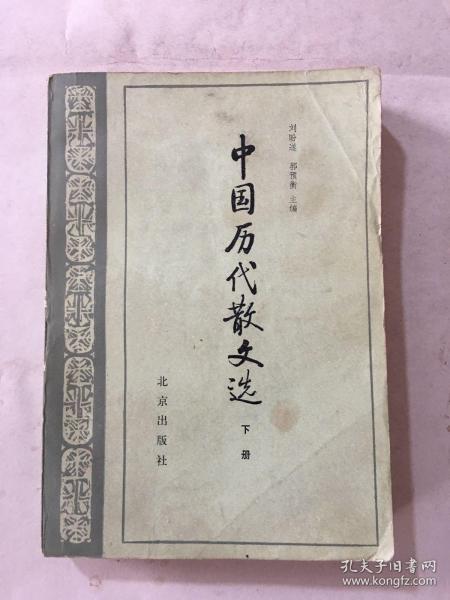 刘盼遂 郭预衡 主编
中国历代散文选
下册
北京出版社
孔夫子旧书网
www.kongfz.com